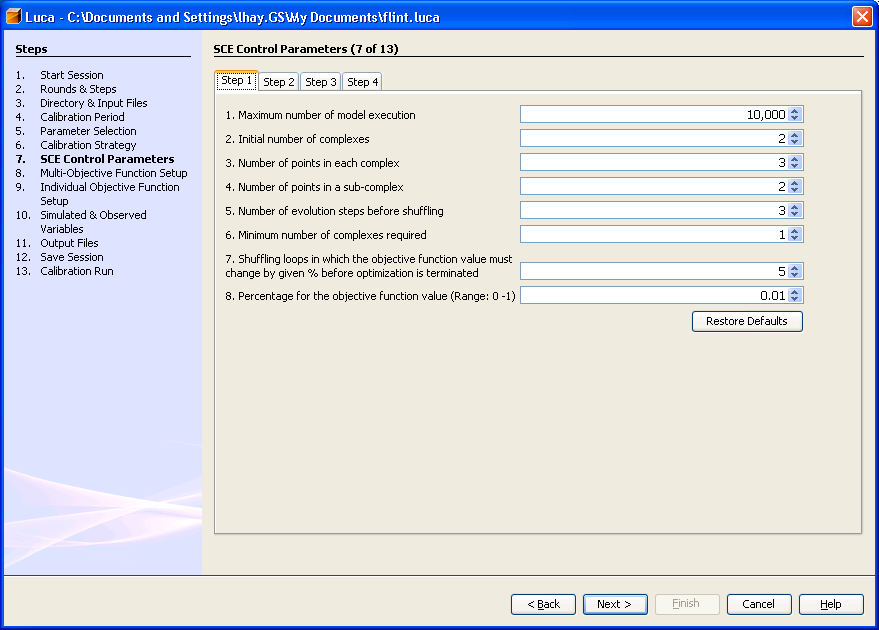 Luca - C:\Documents and Settings\lhay.GS\My Documents\flint.luca
Steps
1. Start Session
2. Rounds & Steps
3. Directory & Input Files
4. Calibration Period
5. Parameter Selection
6. Calibration Strategy
7. SCE Control Parameters
8. Multi-Objective Function Setup
9. Individual Objective Function
Setup
10. Simulated & Observed
Variables
11. Output Files
12. Save Session
13. Calibration Run
SCE Control Parameters (7 of 13)
Step 1 Step 2 Step 3 Step 4
1. Maximum number of model execution 10,000
2. Initial number of complexes 2
3. Number of points in each complex 3
4. Number of points in a sub-complex 2
5. Number of evolution steps before shuffling 3
6. Minimum number of complexes required 1
7. Shuffling loops in which the objective function value must
change by given % before optimization is terminated 5
8. Percentage for the objective function value (Range: 0 -1) 0.01
Restore Defaults
< Back Next > Finish Cancel Help